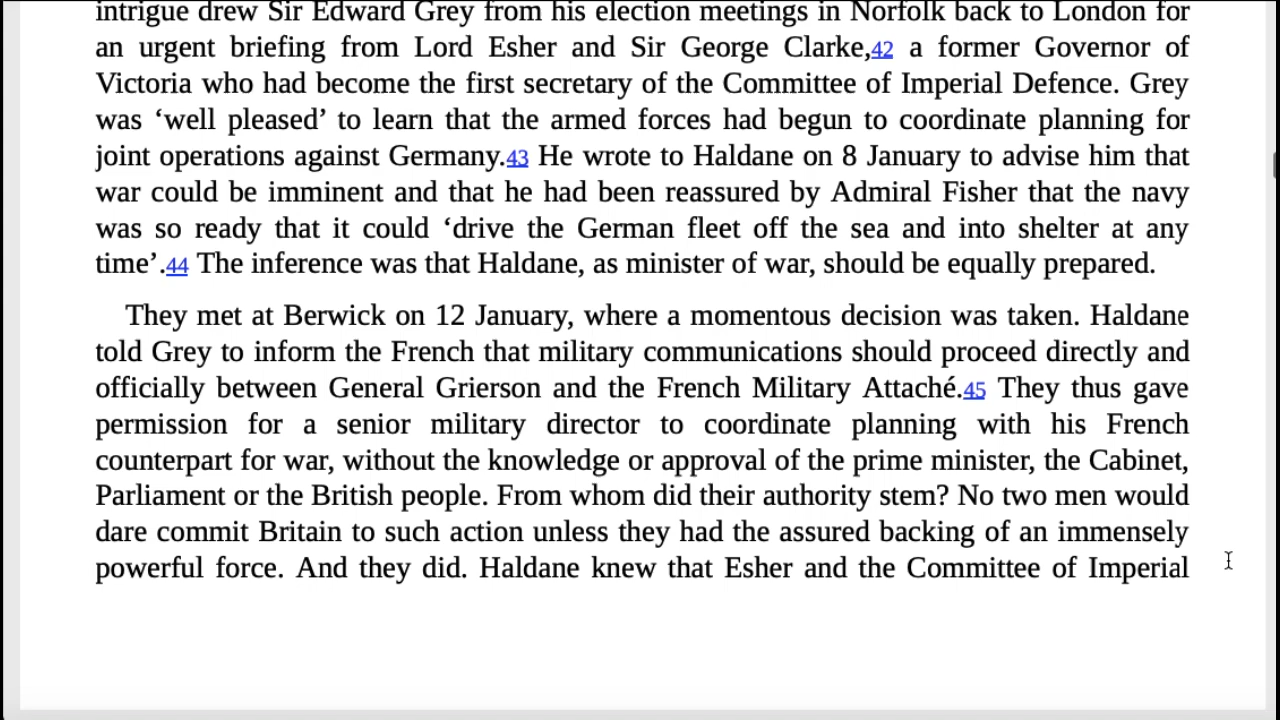 intrigue drew Sir Edward Grey from his election meetings in Norfolk back to London for
an urgent briefing from Lord Esher and Sir George Clarke,42 a former Governor of
Victoria who had become the first secretary of the Committee of Imperial Defence. Grey
was ‘well pleased’ to learn that the armed forces had begun to coordinate planning for
joint operations against Germany.43 He wrote to Haldane on 8 January to advise him that
war could be imminent and that he had been reassured by Admiral Fisher that the navy
was so ready that it could ‘drive the German fleet off the sea and into shelter at any
time’.44 The inference was that Haldane, as minister of war, should be equally prepared.
They met at Berwick on 12 January, where a momentous decision was taken. Haldane
told Grey to inform the French that military communications should proceed directly and
officially between General Grierson and the French Military Attaché.45 They thus gave
permission for a senior military director to coordinate planning with his French
counterpart for war, without the knowledge or approval of the prime minister, the Cabinet,
Parliament or the British people. From whom did their authority stem? No two men would
dare commit Britain to such action unless they had the assured backing of an immensely
powerful force. And they did. Haldane knew that Esher and the Committee of Imperial